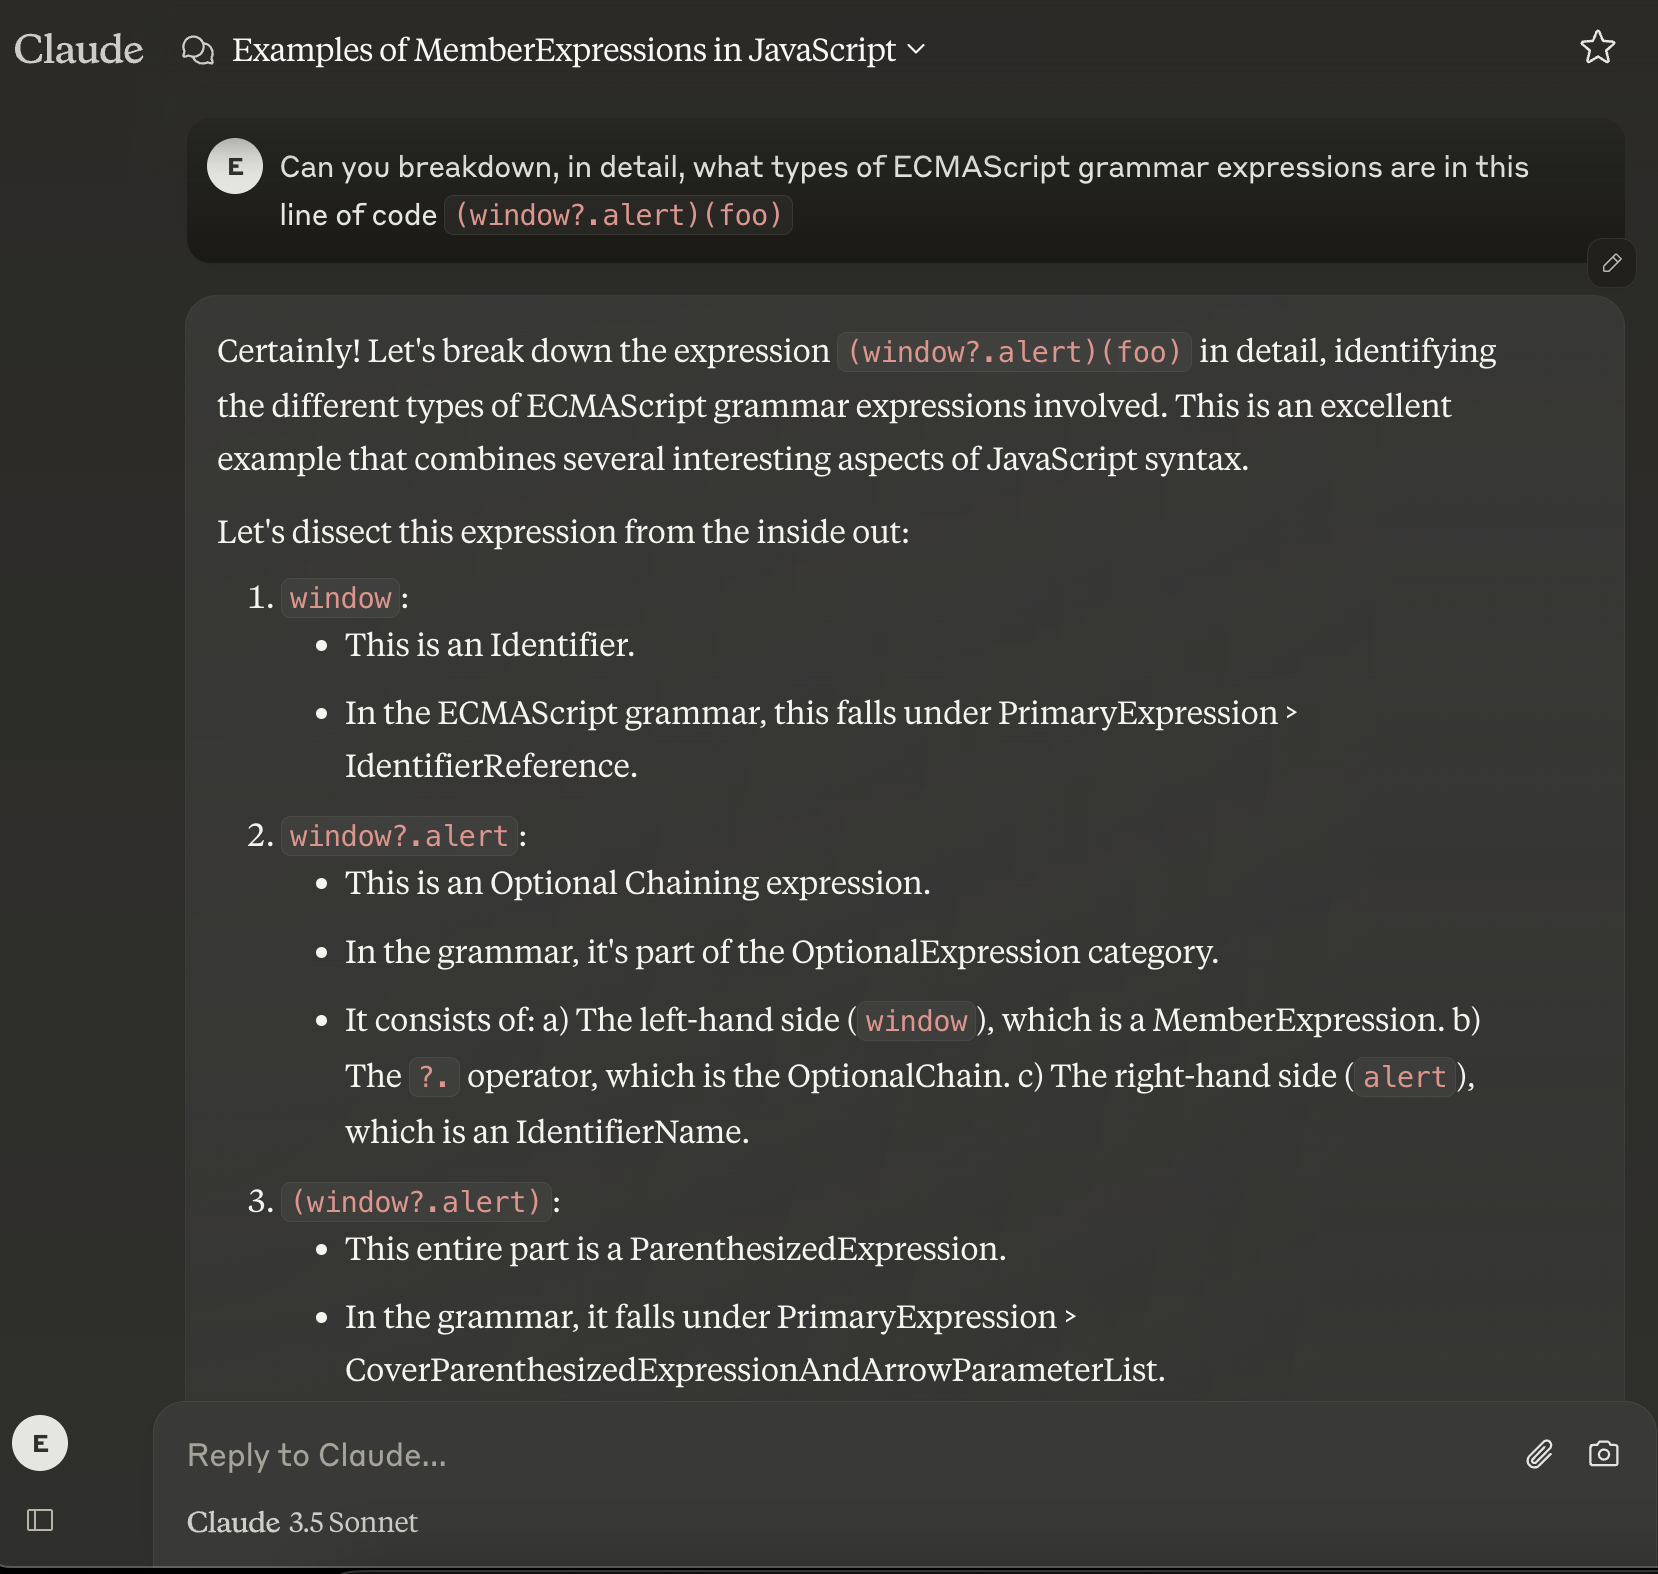 Claude
Examples of MemberExpressions in JavaScript
E
Can you breakdown, in detail, what types of ECMAScript grammar expressions are in this
line of code (window?.alert)(foo)
Certainly! Let's break down the expression (window?.alert)(foo) in detail, identifying
the different types of ECMAScript grammar expressions involved. This is an excellent
example that combines several interesting aspects of JavaScript syntax.
Let's dissect this expression from the inside out:
1. window:
• This is an Identifier.
• In the ECMAScript grammar, this falls under PrimaryExpression >
IdentifierReference.
2. window?.alert:
• This is an Optional Chaining expression.
• In the grammar, it's part of the OptionalExpression category.
• It consists of: a) The left-hand side (window), which is a MemberExpression. b)
The ?. operator, which is the OptionalChain. c) The right-hand side (alert),
which is an IdentifierName.
3. (window?.alert):
• This entire part is a ParenthesizedExpression.
• In the grammar, it falls under PrimaryExpression >
CoverParenthesizedExpressionAndArrowParameterList.
E
Reply to Claude...
Claude 3.5 Sonnet